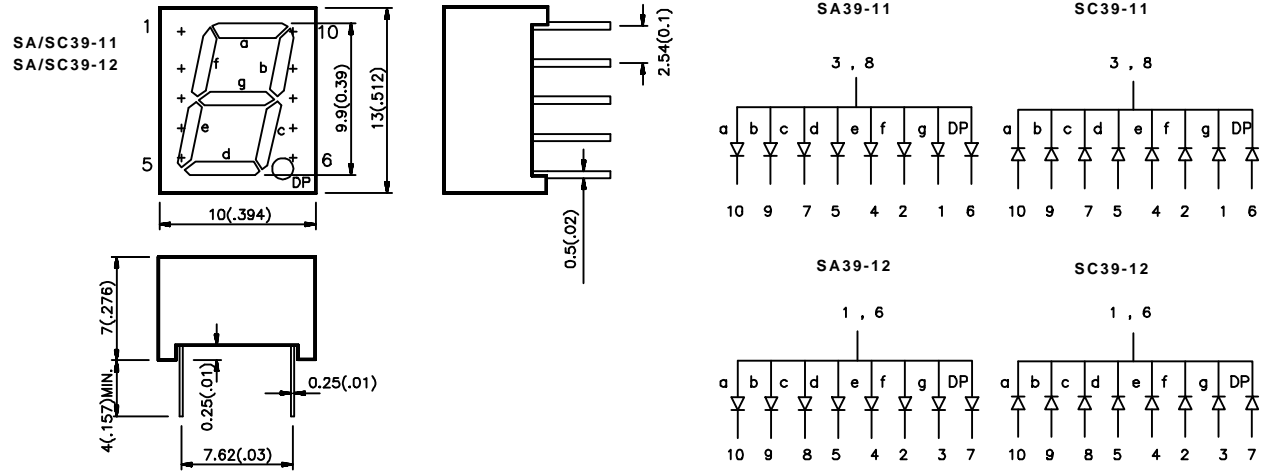 SA/SC39-11
SA/SC39-12
1
10
a
f
b
g
e
c
d
5
6
DP
9.9(0.39)
13(.512)
10(.394)
2.54(0.1)
0.5(.02)
7(.276)
4(.157)MIN.
0.25(.01)
0.25(.01)
7.62(.03)
SA39-11
3 , 8
a b c d e f g DP
10 9 7 5 4 2 1 6
SC39-11
3 , 8
a b c d e f g DP
10 9 7 5 4 2 1 6
SA39-12
1 , 6
a b c d e f g DP
10 9 8 5 4 2 3 7
SC39-12
1 , 6
a b c d e f g DP
10 9 8 5 4 2 3 7